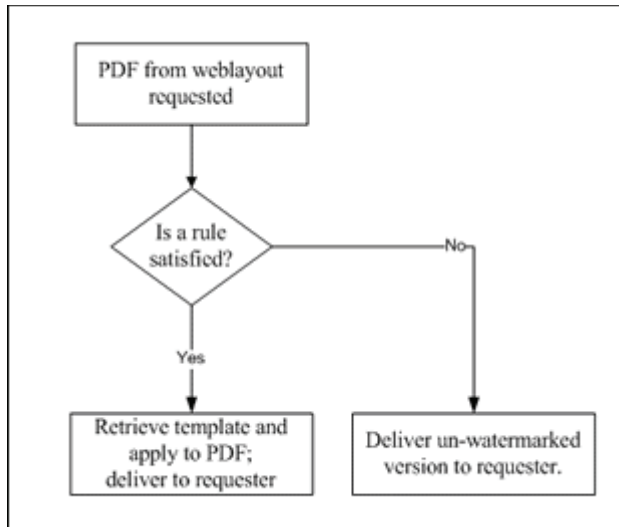 PDF from weblayout
requested
Is a rule
satisfied?
No
Yes
Retrieve template and
apply to PDF;
deliver to requester
Deliver un-watermarked
version to requester.